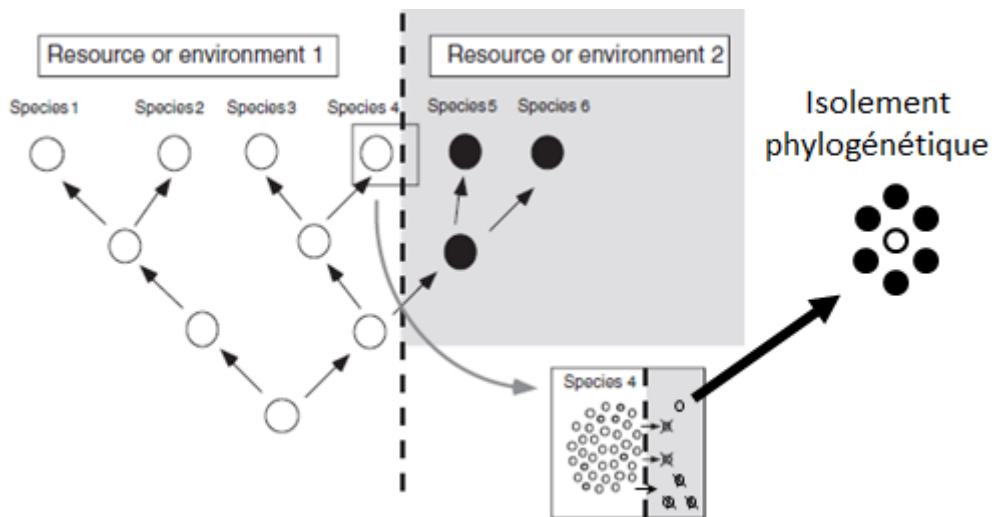 Resource or environment 1
Resource or environment 2
Species 1
Species 2
Species 3
Species 4
Species 5
Species 6
Isolement
phylogénétique
Species 4